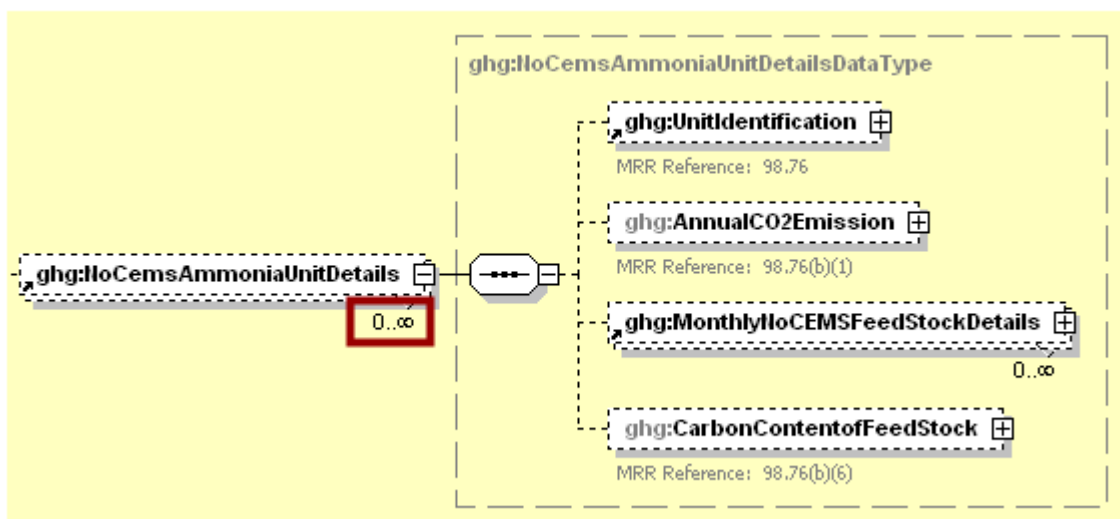 ghg:NoCemsAmmoniaUnitDetailsDataType
ghg:UnitIdentification
MRR Reference: 98.76
ghg:AnnualCO2Emission
MRR Reference: 98.76(b)(1)
ghg:NoCemsAmmoniaUnitDetails
0..∞
ghg:MonthlyNoCEMSFeedStockDetails
0..∞
ghg:CarbonContentofFeedStock
MRR Reference: 98.76(b)(6)